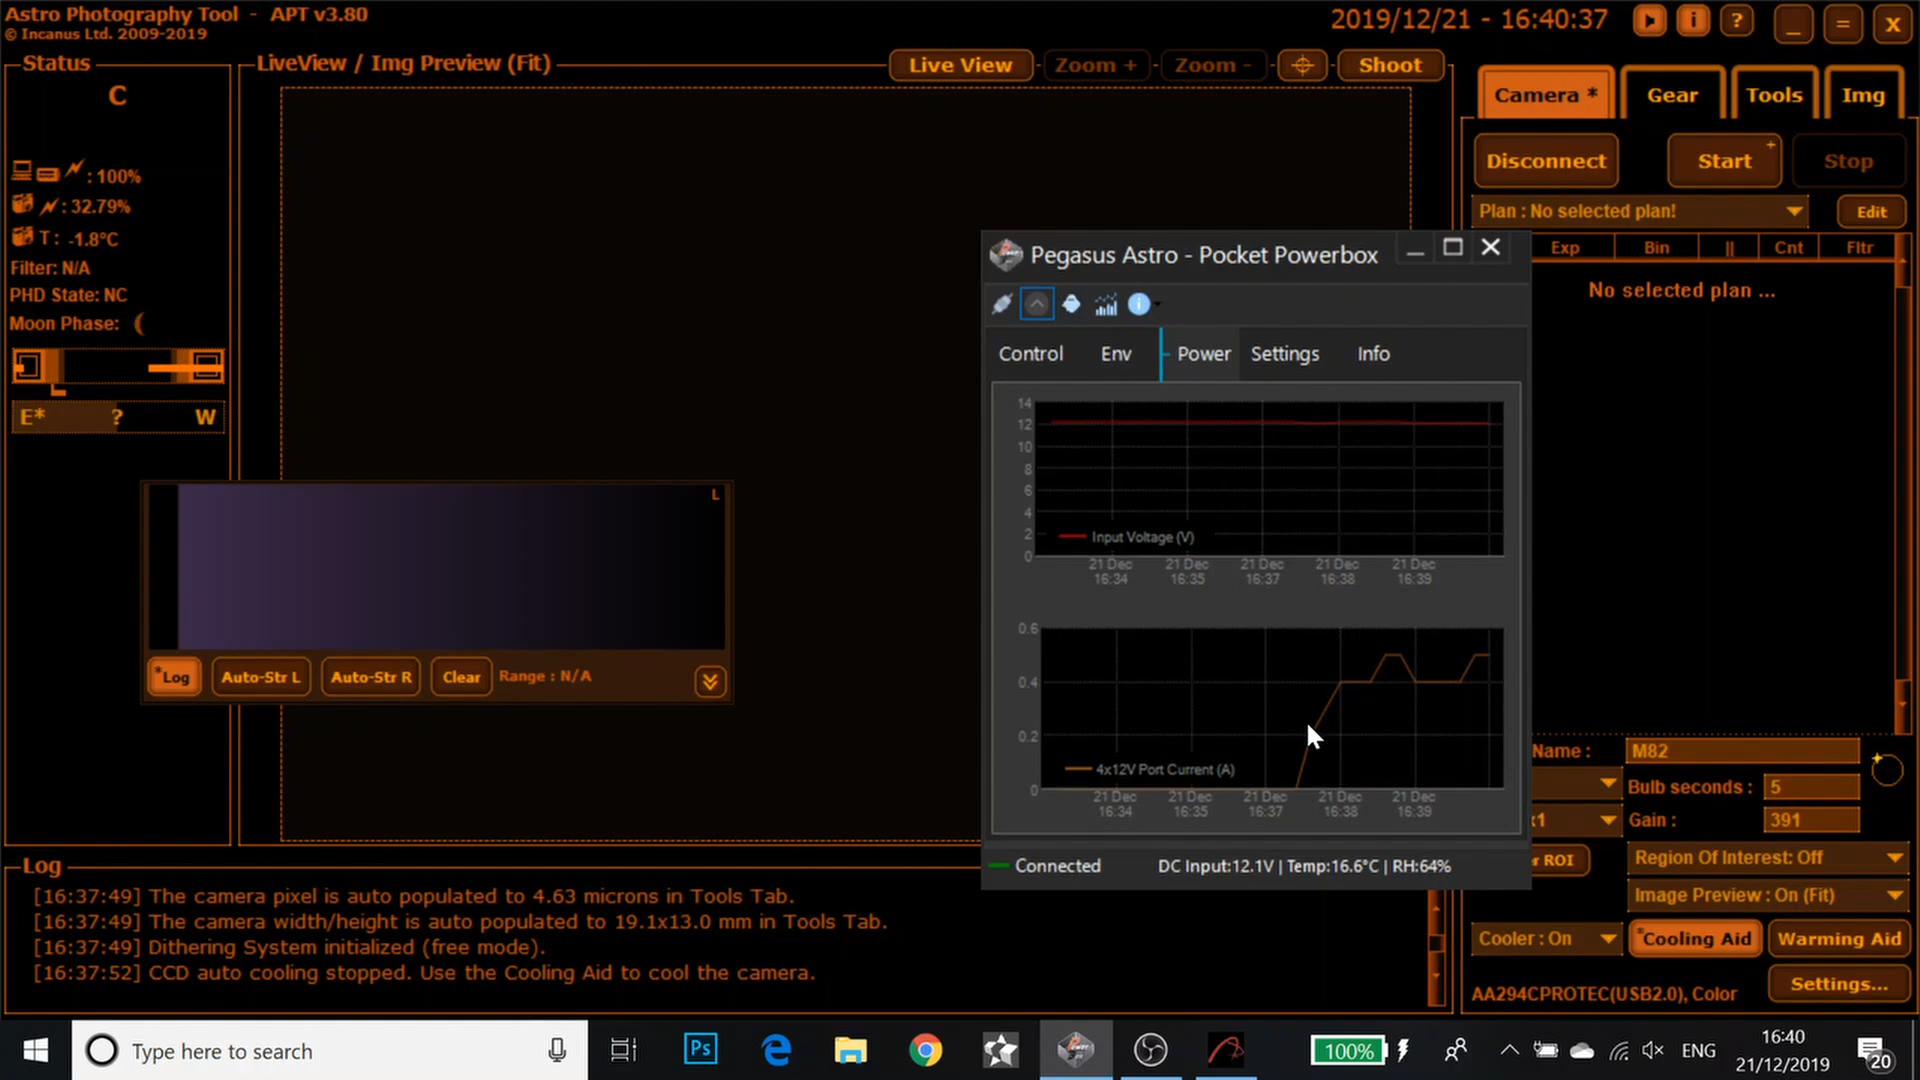 Astro Photography Tool - APT v3.80
© Incanus Ltd. 2009-2019
2019/12/21 - 16:40:37
i ? _ = X
Status
C
: 100%
: 32.79%
T : -1.8°C
Filter: N/A
PHD State: NC
Moon Phase:
E* ? W
LiveView / Img Preview (Fit)
Live View
Zoom +
Zoom -
Shoot
L
*Log
Auto-Str L
Auto-Str R
Clear
Range : N/A
Camera *
Gear
Tools
Img
Disconnect
Start +
Stop
Plan : No selected plan!
Edit
Exp Bin || Cnt Fltr
No selected plan ...
Pegasus Astro - Pocket Powerbox
Control
Env
Power
Settings
Info
14
12
10
8
6
4
2
0
Input Voltage (V)
21 Dec 21 Dec 21 Dec 21 Dec 21 Dec
16:34 16:35 16:37 16:38 16:39
0.6
0.4
0.2
0
4x12V Port Current (A)
21 Dec 21 Dec 21 Dec 21 Dec 21 Dec
16:34 16:35 16:37 16:38 16:39
Connected
DC Input:12.1V | Temp:16.6°C | RH:64%
Name : M82
Bulb seconds : 5
x1
Gain : 391
r ROI
Region Of Interest: Off
Image Preview : On (Fit)
Cooler : On
*Cooling Aid
Warming Aid
AA294CPROTEC(USB2.0), Color
Settings...
Log
[16:37:49] The camera pixel is auto populated to 4.63 microns in Tools Tab.
[16:37:49] The camera width/height is auto populated to 19.1x13.0 mm in Tools Tab.
[16:37:49] Dithering System initialized (free mode).
[16:37:52] CCD auto cooling stopped. Use the Cooling Aid to cool the camera.
Type here to search
Ps
100%
ENG
16:40
21/12/2019
20